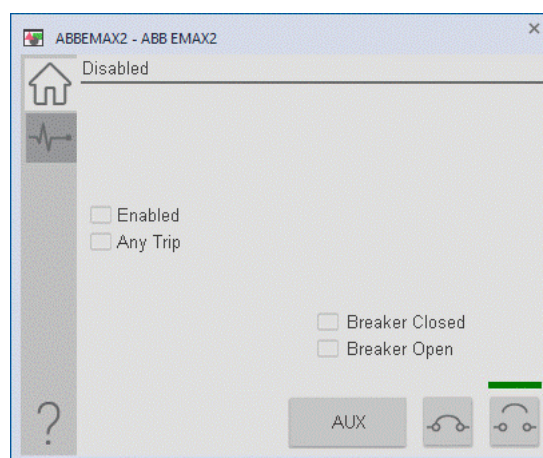 ABBEMAX2 - ABB EMAX2
Disabled
Enabled
Any Trip
Breaker Closed
Breaker Open
AUX
?